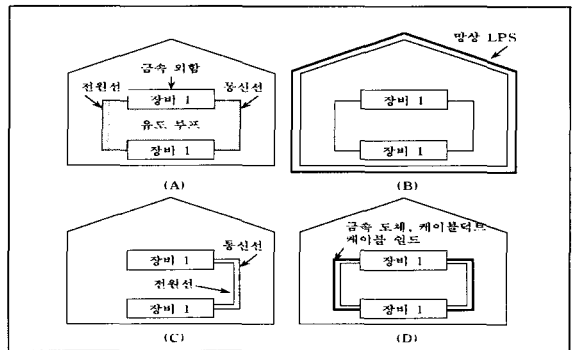 금속 외함
전원선
통신선
장비 1
유도 루프
장비 1
(A)
망상 LPS
장비 1
장비 1
(B)
통신선
장비 1
전원선
장비 1
(C)
금속 도체, 케이블덕트
케이블 쉴드
장비 1
장비 1
(D)